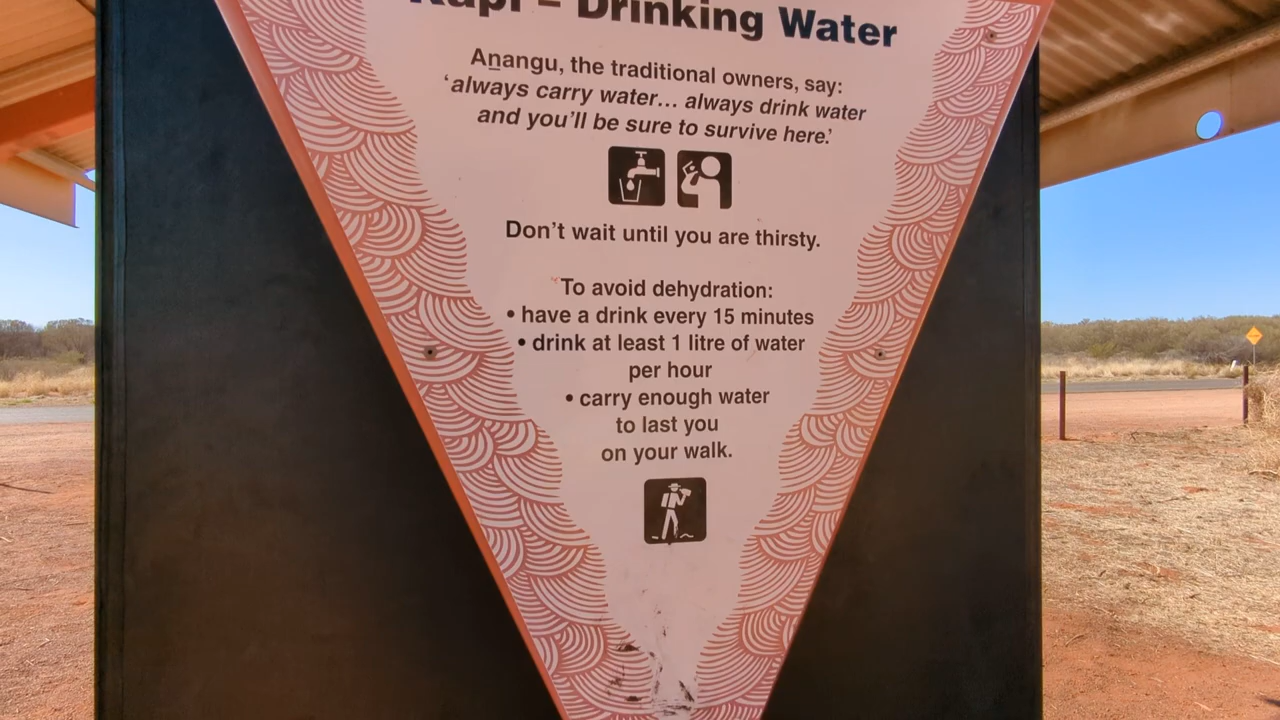 Kapi – Drinking Water
Aṉangu, the traditional owners, say:
‘always carry water... always drink water
and you’ll be sure to survive here.’
Don’t wait until you are thirsty.
To avoid dehydration:
• have a drink every 15 minutes
• drink at least 1 litre of water
per hour
• carry enough water
to last you
on your walk.